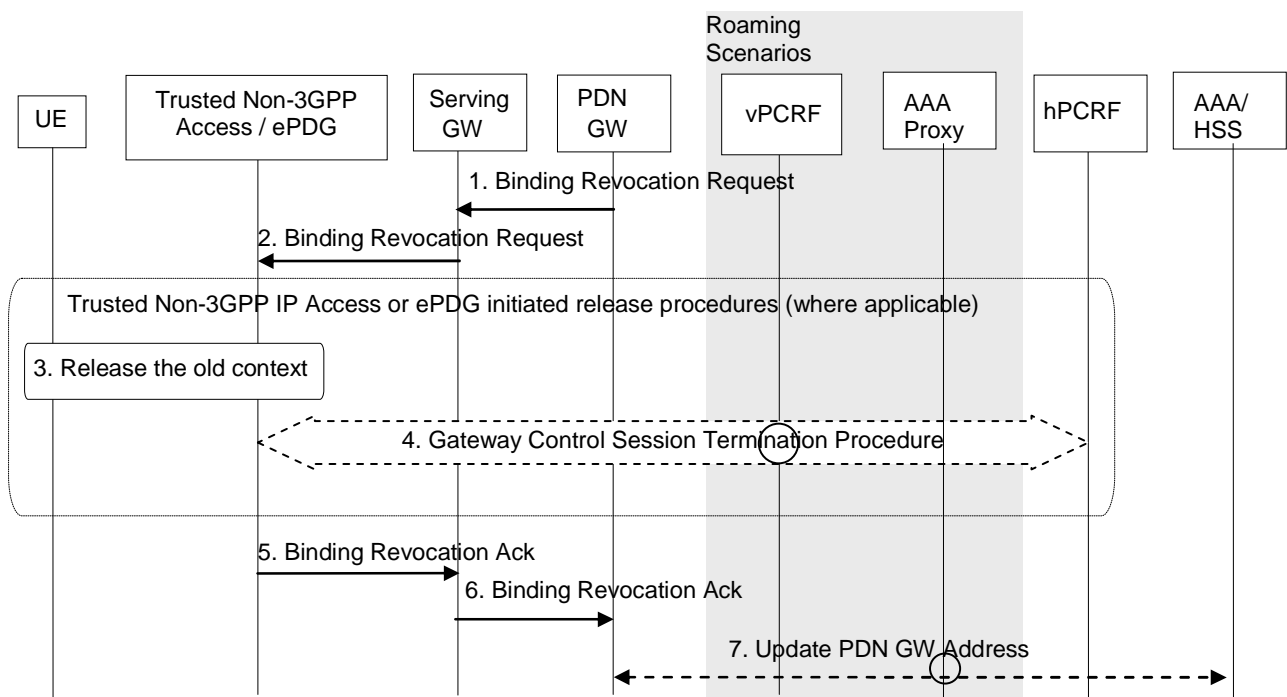 Roaming
Scenarios
UE
Trusted Non-3GPP
Access / ePDG
Serving
GW
PDN
GW
vPCRF
AAA
Proxy
hPCRF
AAA/
HSS
1. Binding Revocation Request
2. Binding Revocation Request
Trusted Non-3GPP IP Access or ePDG initiated release procedures (where applicable)
3. Release the old context
4. Gateway Control Session Termination Procedure
5. Binding Revocation Ack
6. Binding Revocation Ack
7. Update PDN GW Address